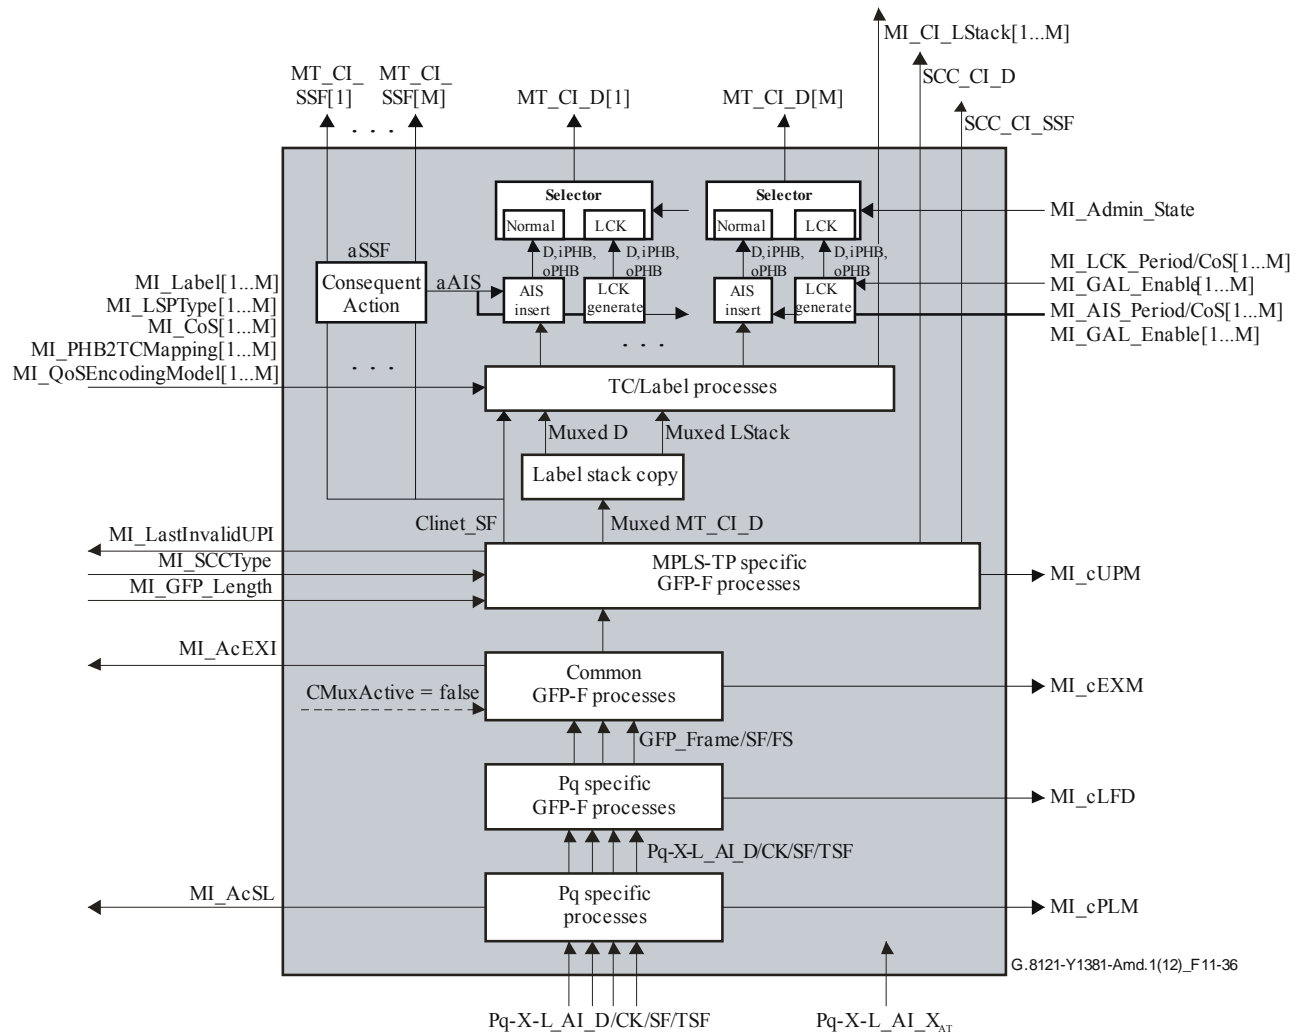 MI_CI_LStack[1...M]
MT_CI_
SSF[1]
MT_CI_
SSF[M]
MT_CI_D[1]
MT_CI_D[M]
SCC_CI_D
SCC_CI_SSF
. . .
Selector
Normal
LCK
Selector
Normal
LCK
MI_Admin_State
D,iPHB,
oPHB
D,iPHB,
oPHB
D,iPHB,
oPHB
D,iPHB,
oPHB
aSSF
Consequent
Action
aAIS
AIS
insert
LCK
generate
AIS
insert
LCK
generate
MI_LCK_Period/CoS[1...M]
MI_GAL_Enable[1...M]
MI_AIS_Period/CoS[1...M]
MI_GAL_Enable[1...M]
MI_Label[1...M]
MI_LSPType[1...M]
MI_CoS[1...M]
MI_PHB2TCMapping[1...M]
MI_QoSEncodingModel[1...M]
. . .
. . .
TC/Label processes
Muxed D
Muxed LStack
Label stack copy
Clinet_SF
Muxed MT_CI_D
MI_LastInvalidUPI
MI_SCCType
MI_GFP_Length
MPLS-TP specific
GFP-F processes
MI_cUPM
MI_AcEXI
CMuxActive = false
Common
GFP-F processes
MI_cEXM
GFP_Frame/SF/FS
Pq specific
GFP-F processes
MI_cLFD
Pq-X-L_AI_D/CK/SF/TSF
MI_AcSL
Pq specific
processes
MI_cPLM
G.8121-Y1381-Amd.1(12)_F11-36
Pq-X-L_AI_D/CK/SF/TSF
Pq-X-L_AI_XAT